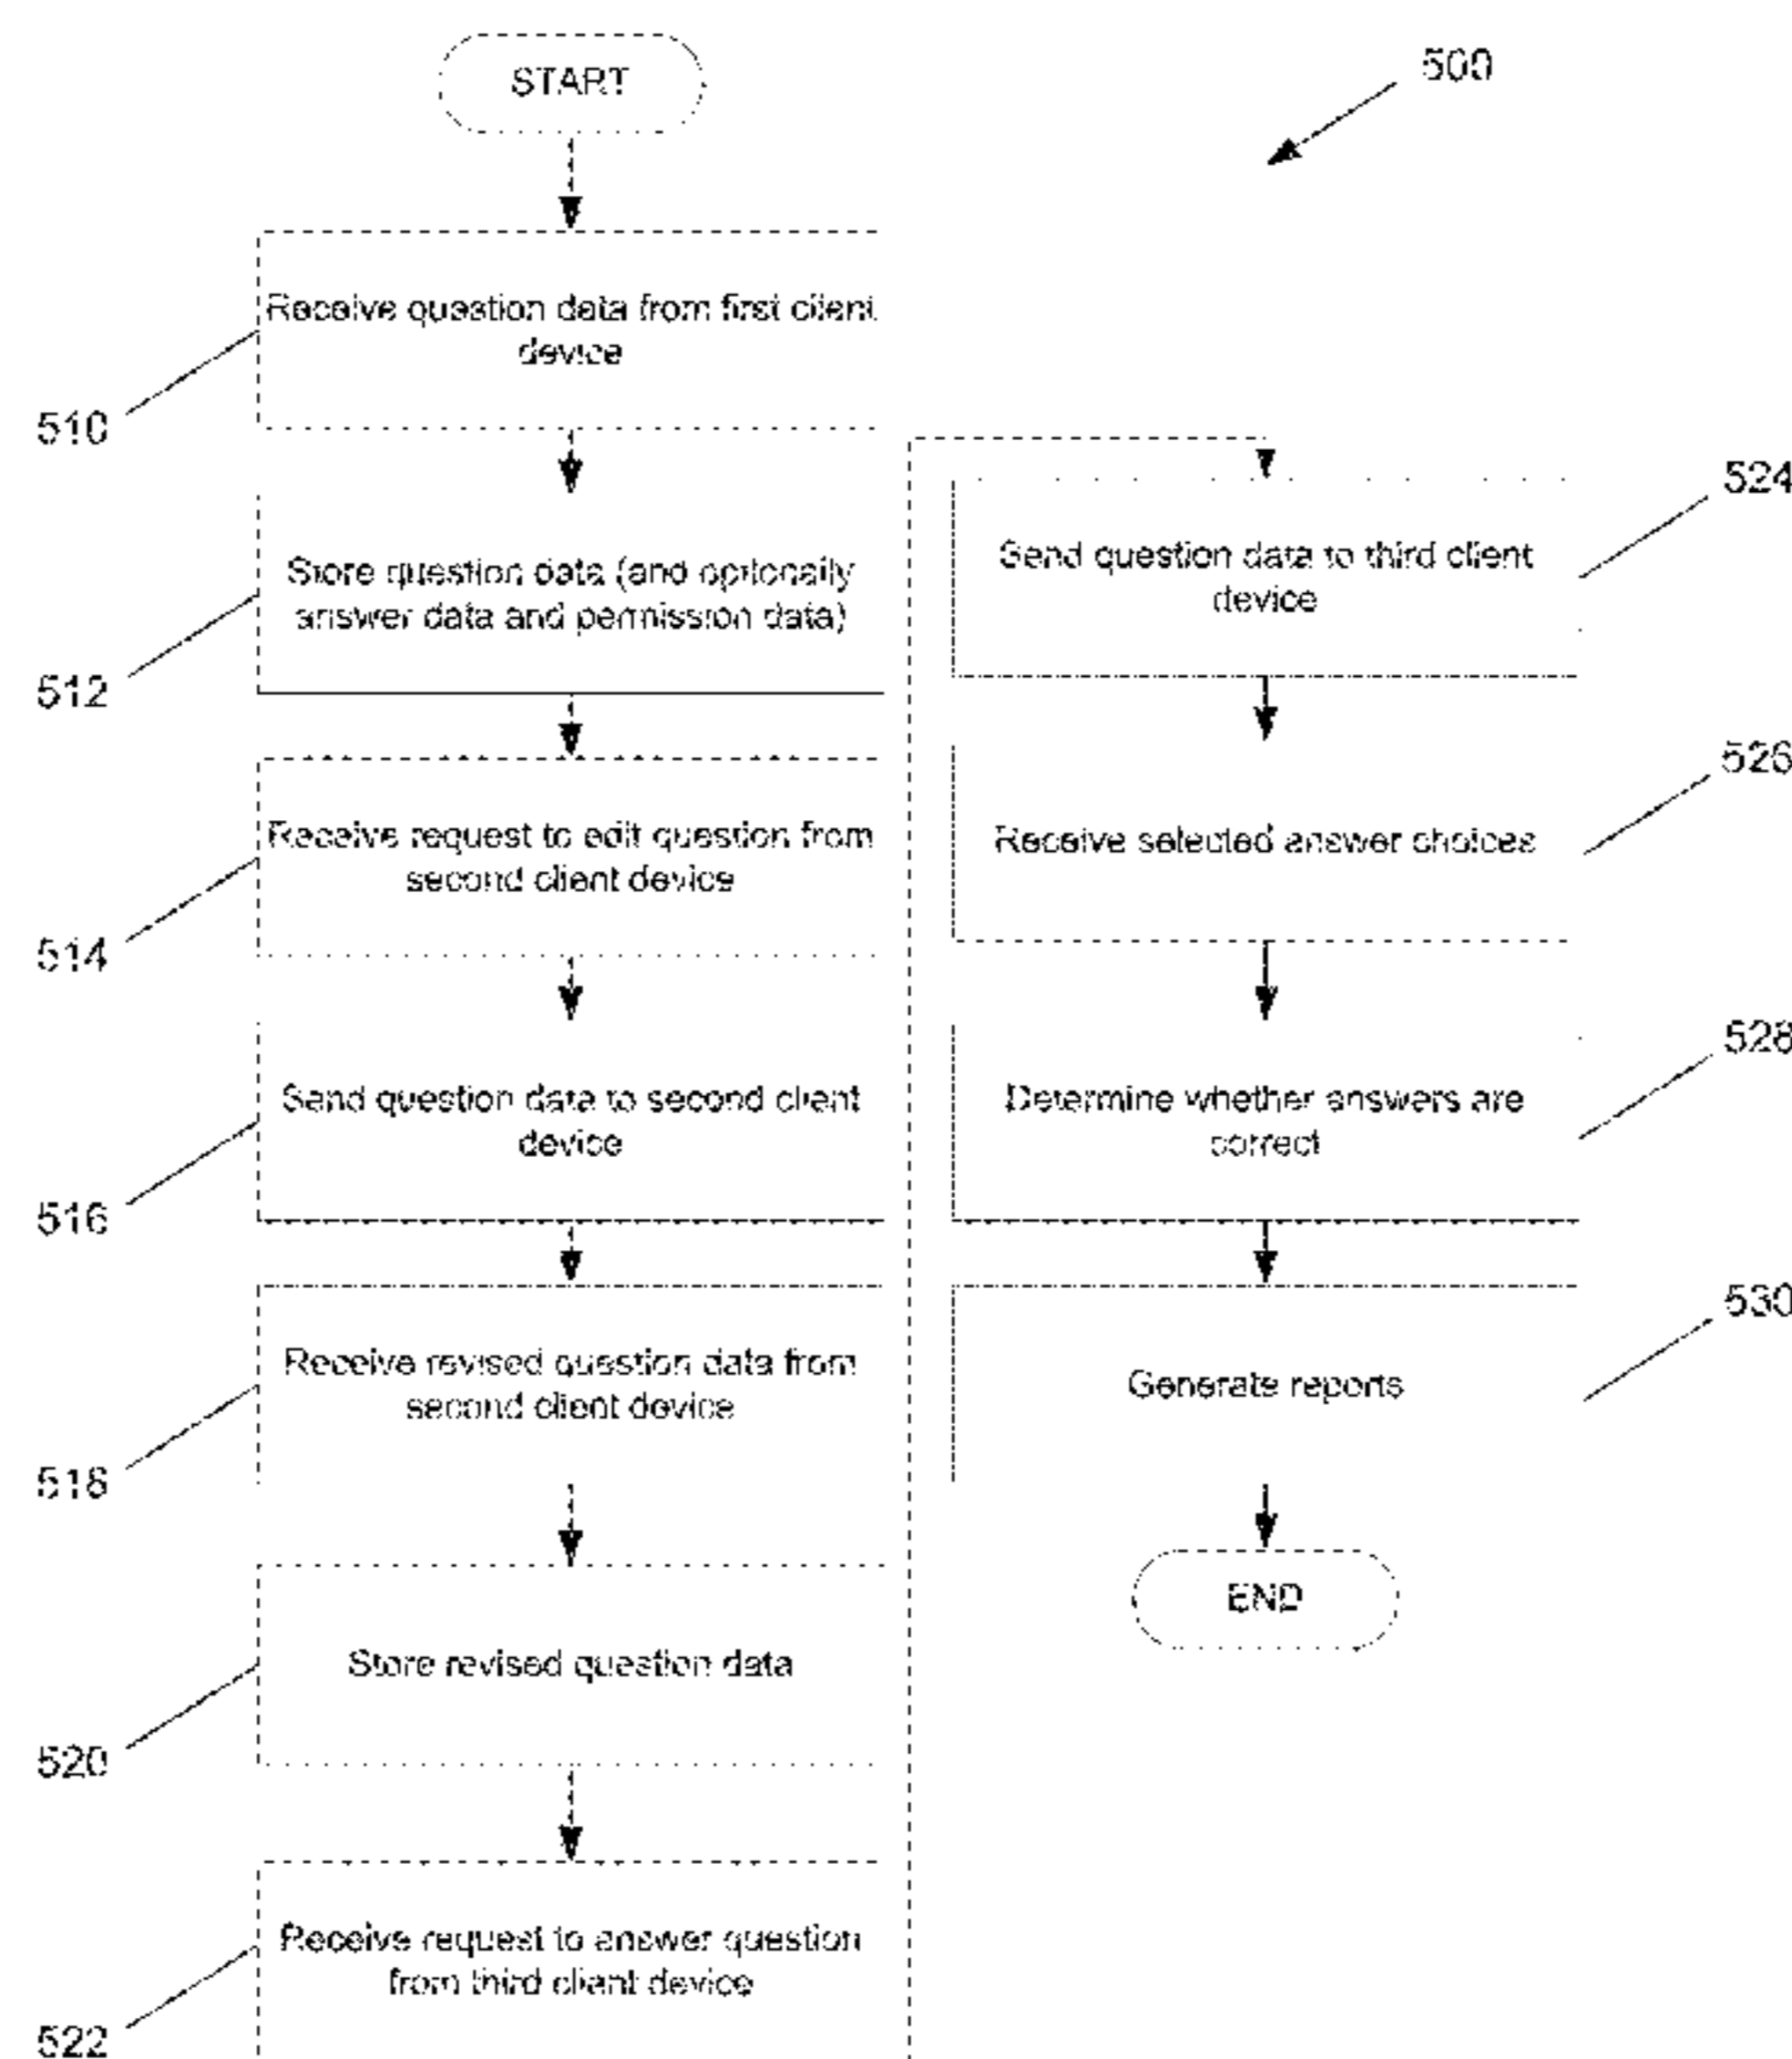 START
500
Receive question data from first client
device
510
Store question data (and optionally
answer data and permission data)
512
Receive request to edit question from
second client device
514
Send question data to second client
device
516
Receive revised question data from
second client device
518
Store revised question data
520
Receive request to answer question
from third client device
522
Send question data to third client
device
524
Receive selected answer choices
526
Determine whether answers are
correct
528
Generate reports
530
END